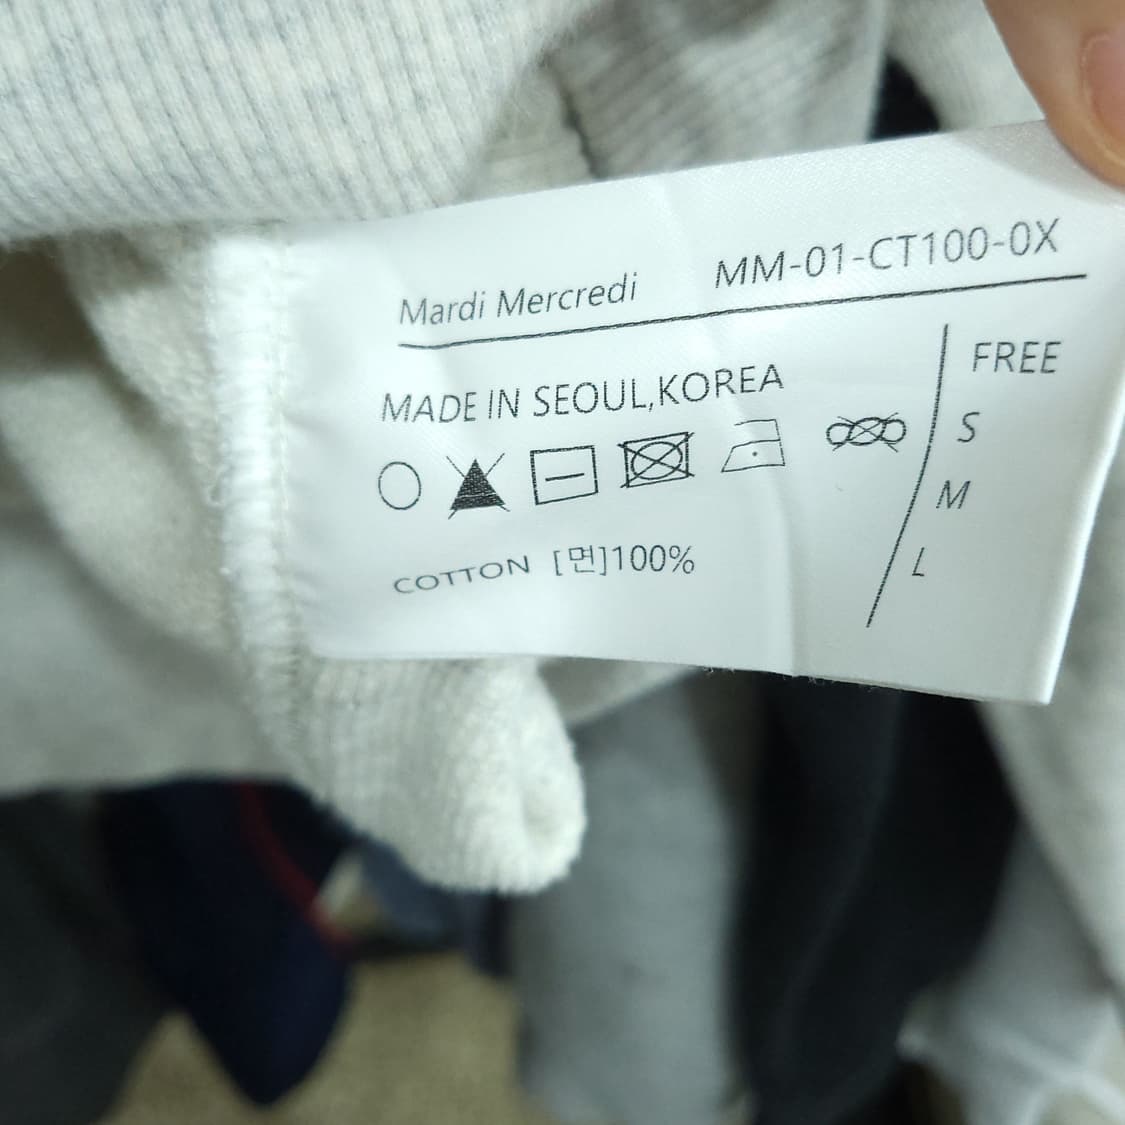 Mardi Mercredi MM-01-CT100-0X
MADE IN SEOUL,KOREA
COTTON [면]100%
FREE
S
M
L